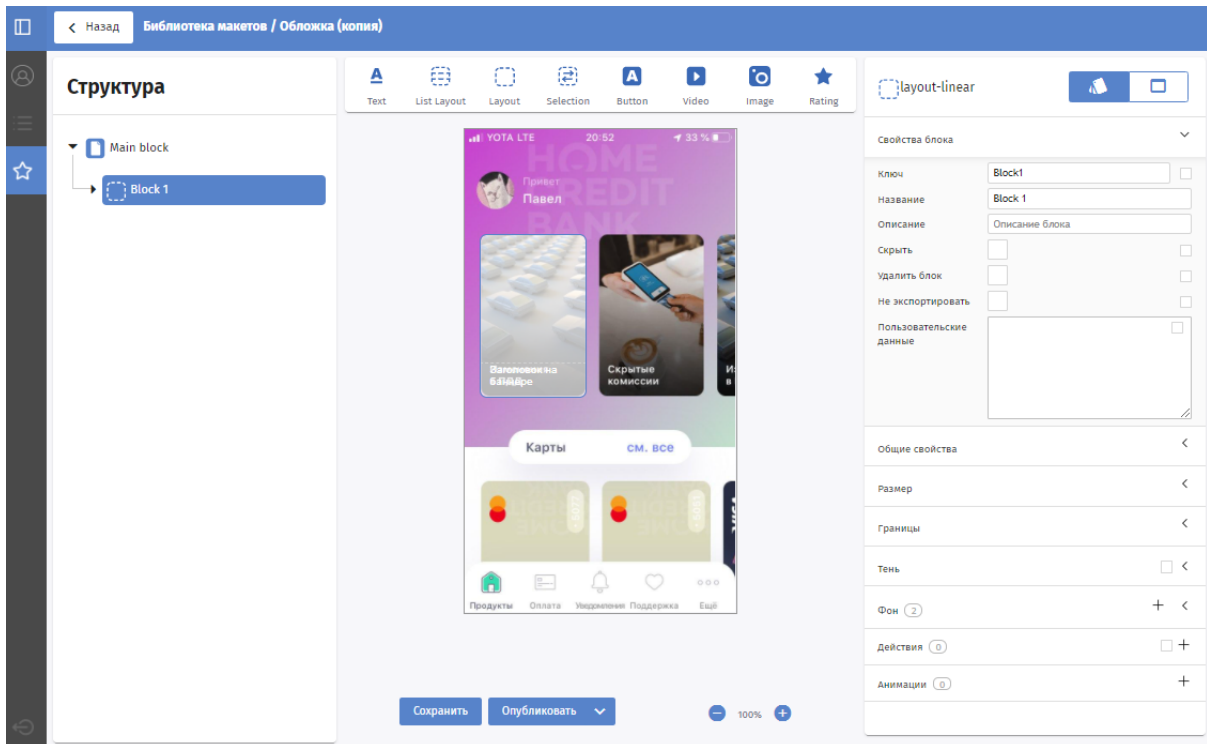 Назад
Библиотека макетов / Обложка (копия)
Структура
Main block
Block 1
Text
List Layout
Layout
Selection
Button
Video
Image
Rating
YOTA LTE 20:52 33 %
HOME
CREDIT
BANK
Привет
Павел
Скрытые
комиссии
Карты
см. все
Продукты
Оплата
Уведомления
Поддержка
Ещё
Сохранить
Опубликовать
100%
layout-linear
Свойства блока
Ключ
Block1
Название
Block 1
Описание
Описание блока
Скрыть
Удалить блок
Не экспортировать
Пользовательские
данные
Общие свойства
Размер
Границы
Тень
Фон 2
Действия 0
Анимации 0